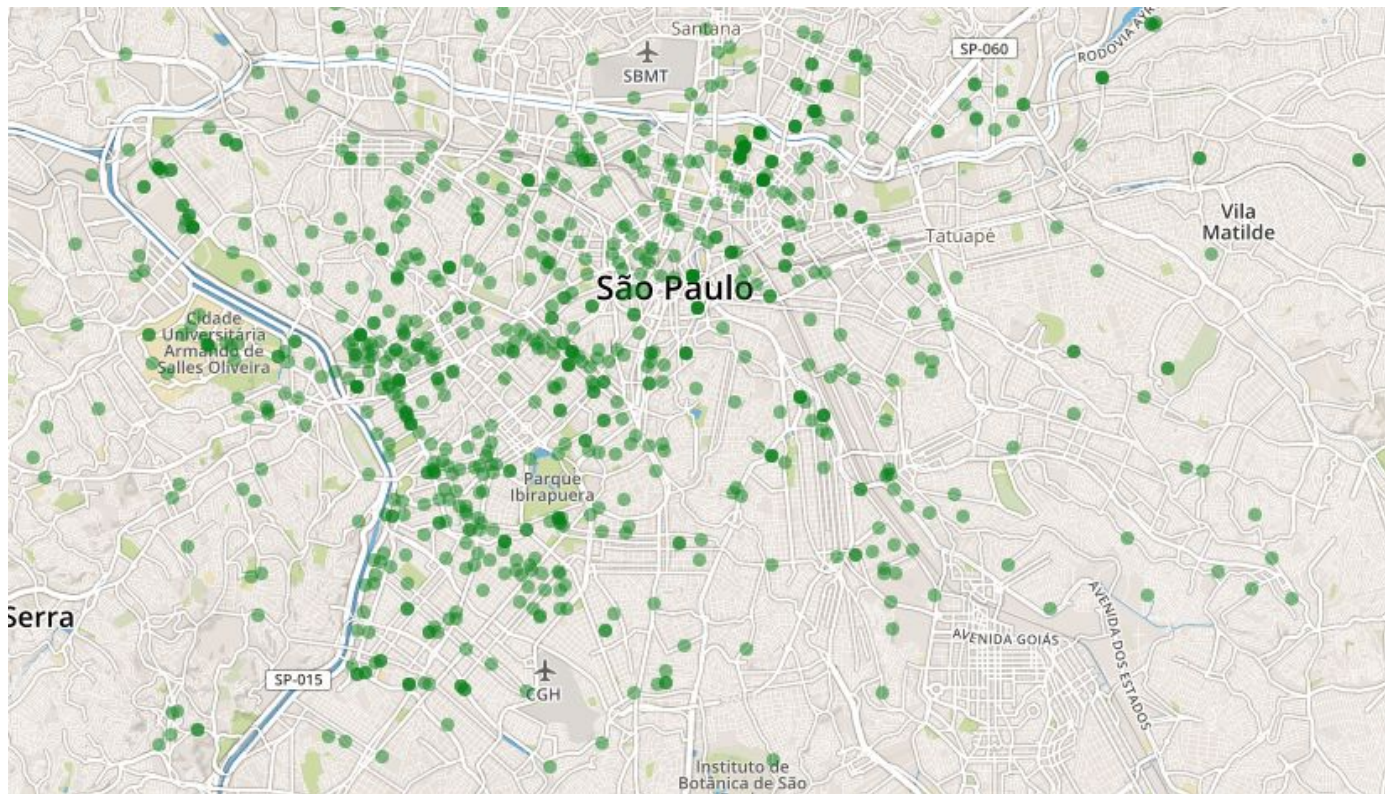 Santana
SP-060
RODOVIA AYR
SBMT
Vila
Matilde
Tatuapé
São Paulo
Cidade
Universitária
Armando de
Salles Oliveira
Parque
Ibirapuera
Serra
AVENIDA GOIÁS
AVENIDA DOS ESTADOS
SP-015
CGH
Instituto de
Botânica de São